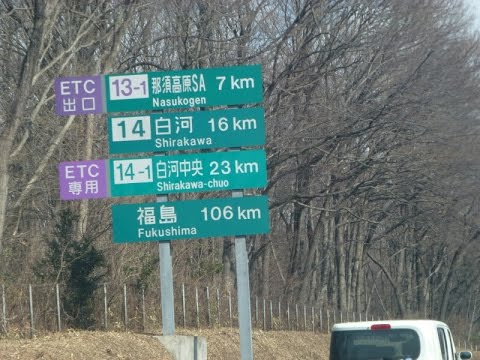 ETC
出口
13-1 那須高原SA 7 km
Nasukogen
14 白河 16 km
Shirakawa
ETC
専用
14-1 白河中央 23 km
Shirakawa-chuo
福島 106 km
Fukushima